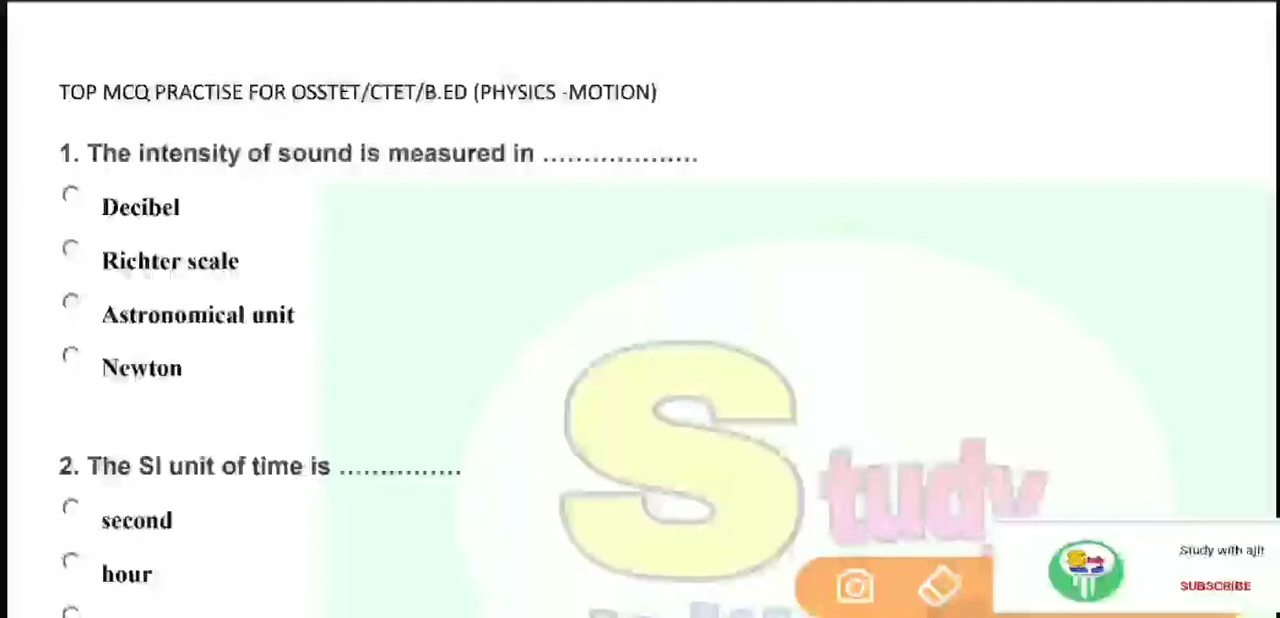 TOP MCQ PRACTISE FOR OSSTET/CTET/B.ED (PHYSICS -MOTION)
1. The intensity of sound is measured in ...................
Decibel
Richter scale
Astronomical unit
Newton
2. The SI unit of time is ...............
second
hour
Study
Study with ajit
SUBSCRIBE